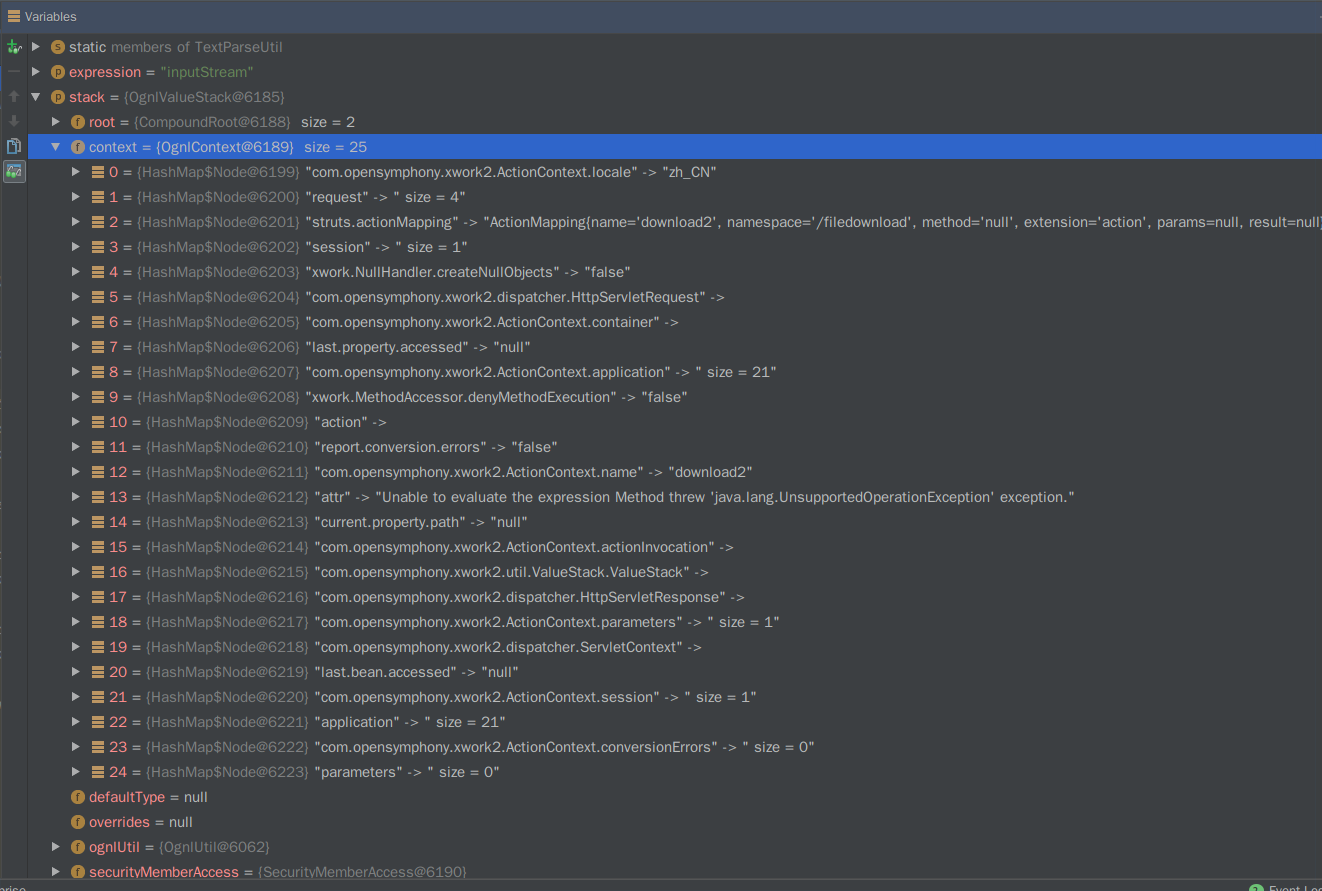 Variables
static members of TextParseUtil
expression = "inputStream"
stack = {OgnlValueStack@6185}
root = {CompoundRoot@6188} size = 2
context = {OgnlContext@6189} size = 25
0 = {HashMap$Node@6199} "com.opensymphony.xwork2.ActionContext.locale" -> "zh_CN"
1 = {HashMap$Node@6200} "request" -> " size = 4"
2 = {HashMap$Node@6201} "struts.actionMapping" -> "ActionMapping{name='download2', namespace='/filedownload', method='null', extension='action', params=null, result=null}
3 = {HashMap$Node@6202} "session" -> " size = 1"
4 = {HashMap$Node@6203} "xwork.NullHandler.createNullObjects" -> "false"
5 = {HashMap$Node@6204} "com.opensymphony.xwork2.dispatcher.HttpServletRequest" ->
6 = {HashMap$Node@6205} "com.opensymphony.xwork2.ActionContext.container" ->
7 = {HashMap$Node@6206} "last.property.accessed" -> "null"
8 = {HashMap$Node@6207} "com.opensymphony.xwork2.ActionContext.application" -> " size = 21"
9 = {HashMap$Node@6208} "xwork.MethodAccessor.denyMethodExecution" -> "false"
10 = {HashMap$Node@6209} "action" ->
11 = {HashMap$Node@6210} "report.conversion.errors" -> "false"
12 = {HashMap$Node@6211} "com.opensymphony.xwork2.ActionContext.name" -> "download2"
13 = {HashMap$Node@6212} "attr" -> "Unable to evaluate the expression Method threw 'java.lang.UnsupportedOperationException' exception."
14 = {HashMap$Node@6213} "current.property.path" -> "null"
15 = {HashMap$Node@6214} "com.opensymphony.xwork2.ActionContext.actionInvocation" ->
16 = {HashMap$Node@6215} "com.opensymphony.xwork2.util.ValueStack.ValueStack" ->
17 = {HashMap$Node@6216} "com.opensymphony.xwork2.dispatcher.HttpServletResponse" ->
18 = {HashMap$Node@6217} "com.opensymphony.xwork2.ActionContext.parameters" -> " size = 1"
19 = {HashMap$Node@6218} "com.opensymphony.xwork2.dispatcher.ServletContext" ->
20 = {HashMap$Node@6219} "last.bean.accessed" -> "null"
21 = {HashMap$Node@6220} "com.opensymphony.xwork2.ActionContext.session" -> " size = 1"
22 = {HashMap$Node@6221} "application" -> " size = 21"
23 = {HashMap$Node@6222} "com.opensymphony.xwork2.ActionContext.conversionErrors" -> " size = 0"
24 = {HashMap$Node@6223} "parameters" -> " size = 0"
defaultType = null
overrides = null
ognlUtil = {OgnlUtil@6062}
securityMemberAccess = {SecurityMemberAccess@6190}